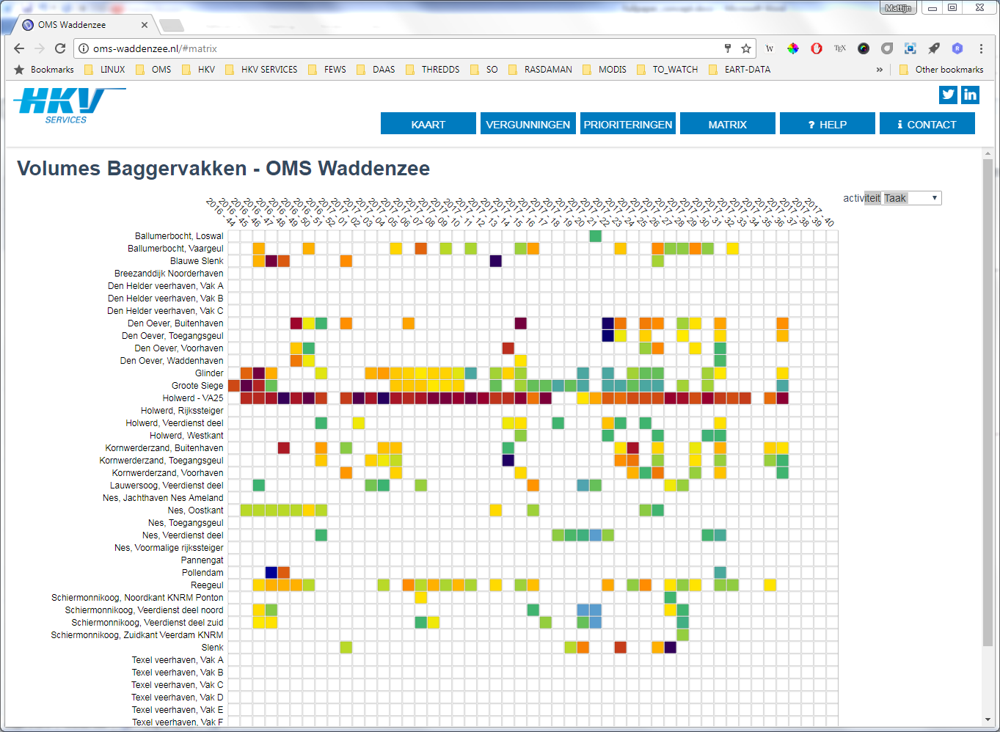 Mattijn
OMS Waddenzee
oms-waddenzee.nl/#matrix
Bookmarks LINUX OMS HKV HKV SERVICES FEWS DAAS THREDDS SO RASDAMAN MODIS TO_WATCH EART-DATA » Other bookmarks
HKV
SERVICES
KAART VERGUNNINGEN PRIORITERINGEN MATRIX ? HELP i CONTACT
Volumes Baggervakken - OMS Waddenzee
activiteit Taak
2016 - 44
2016 - 45
2016 - 46
2016 - 47
2016 - 48
2016 - 49
2016 - 50
2016 - 51
2016 - 52
2017 - 01
2017 - 02
2017 - 03
2017 - 04
2017 - 05
2017 - 06
2017 - 07
2017 - 08
2017 - 09
2017 - 10
2017 - 11
2017 - 12
2017 - 13
2017 - 14
2017 - 15
2017 - 16
2017 - 17
2017 - 18
2017 - 19
2017 - 20
2017 - 21
2017 - 22
2017 - 23
2017 - 24
2017 - 25
2017 - 26
2017 - 27
2017 - 28
2017 - 29
2017 - 30
2017 - 31
2017 - 32
2017 - 33
2017 - 34
2017 - 35
2017 - 36
2017 - 37
2017 - 38
2017 - 39
2017 - 40
Ballumerbocht, Loswal
Ballumerbocht, Vaargeul
Blauwe Slenk
Breezanddijk Noorderhaven
Den Helder veerhaven, Vak A
Den Helder veerhaven, Vak B
Den Helder veerhaven, Vak C
Den Oever, Buitenhaven
Den Oever, Toegangsgeul
Den Oever, Voorhaven
Den Oever, Waddenhaven
Glinder
Groote Siege
Holwerd - VA25
Holwerd, Rijkssteiger
Holwerd, Veerdienst deel
Holwerd, Westkant
Kornwerderzand, Buitenhaven
Kornwerderzand, Toegangsgeul
Kornwerderzand, Voorhaven
Lauwersoog, Veerdienst deel
Nes, Jachthaven Nes Ameland
Nes, Oostkant
Nes, Toegangsgeul
Nes, Veerdienst deel
Nes, Voormalige rijkssteiger
Pannengat
Pollendam
Reegeul
Schiermonnikoog, Noordkant KNRM Ponton
Schiermonnikoog, Veerdienst deel noord
Schiermonnikoog, Veerdienst deel zuid
Schiermonnikoog, Zuidkant Veerdam KNRM
Slenk
Texel veerhaven, Vak A
Texel veerhaven, Vak B
Texel veerhaven, Vak C
Texel veerhaven, Vak D
Texel veerhaven, Vak E
Texel veerhaven, Vak F